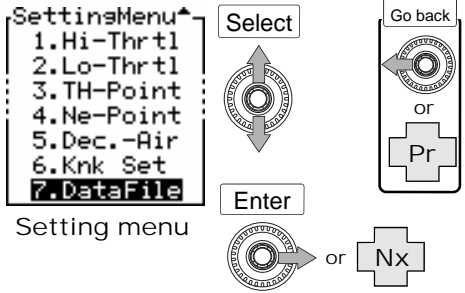 SettingMenu
1.Hi-Thrtl
2.Lo-Thrtl
3.TH-Point
4.Ne-Point
5.Dec.-Air
6.Knk Set
7.DataFile
Setting menu
Select
Enter
or
Nx
Go back
or
Pr